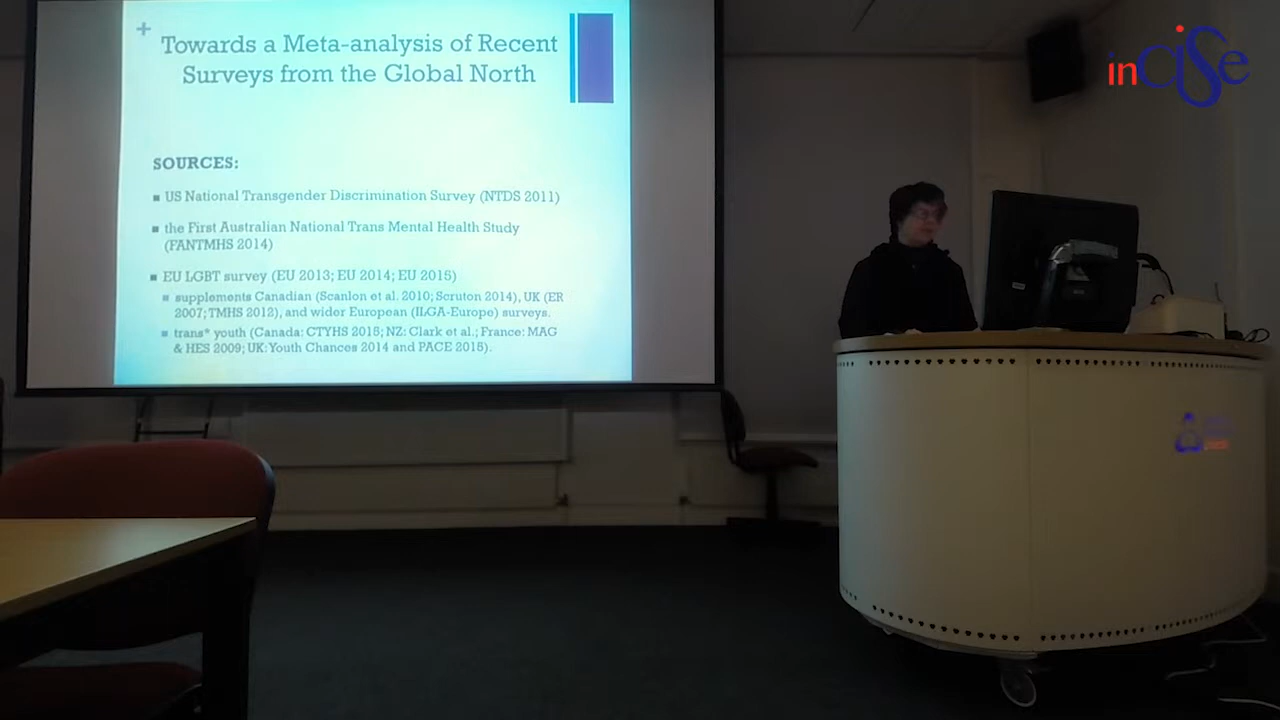 +
Towards a Meta-analysis of Recent
Surveys from the Global North
SOURCES:
■ US National Transgender Discrimination Survey (NTDS 2011)
■ the First Australian National Trans Mental Health Study
(FANTMHS 2014)
■ EU LGBT survey (EU 2013; EU 2014; EU 2015)
■ supplements Canadian (Scanlon et al. 2010; Scruton 2014), UK (ER
2007; TMHS 2012), and wider European (ILGA-Europe) surveys.
■ trans* youth (Canada: CTYHS 2015; NZ: Clark et al.; France: MAG
& HES 2009; UK: Youth Chances 2014 and PACE 2015).
inCiSe